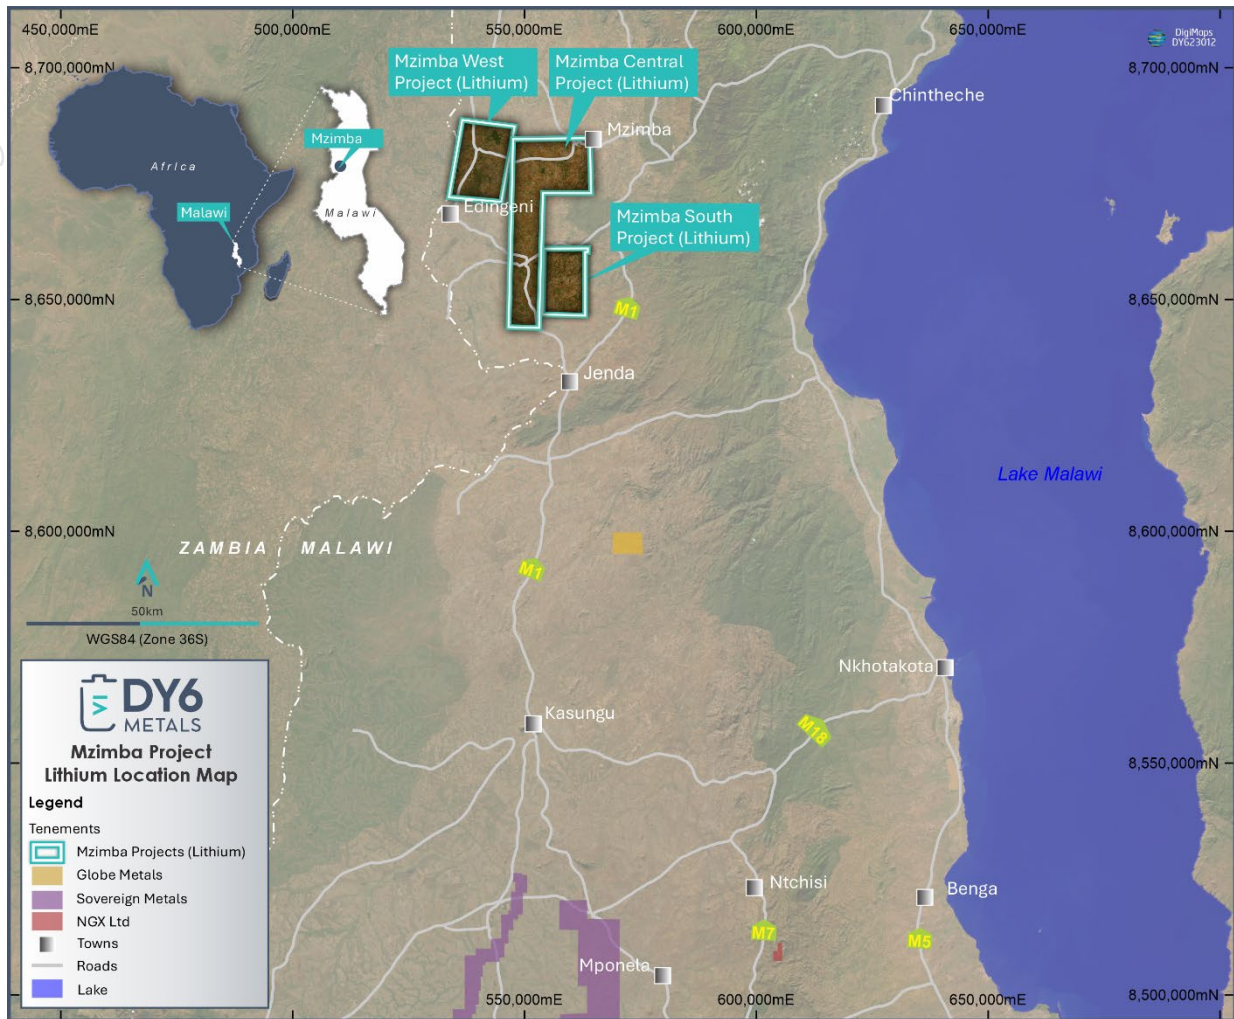 450,000mE
500,000mE
550,000mE
600,000mE
650,000mE
DigiMaps
DY623012
8,700,000mN
8,700,000mN
Mzimba West
Project (Lithium)
Mzimba Central
Project (Lithium)
Chintheche
Mzimba
Mzimba
Africa
Malawi
Malawi
Edingeni
Mzimba South
Project (Lithium)
8,650,000mN
8,650,000mN
M1
Jenda
Lake Malawi
8,600,000mN
8,600,000mN
ZAMBIA
MALAWI
M1
N
50km
WGS84 (Zone 36S)
Nkhotakota
DY6
METALS
Mzimba Project
Lithium Location Map
Legend
Tenements
Mzimba Projects (Lithium)
Globe Metals
Sovereign Metals
NGX Ltd
Towns
Roads
Lake
Kasungu
M18
8,550,000mN
Ntchisi
Benga
M7
M5
Mponela
550,000mE
600,000mE
650,000mE
8,500,000mN